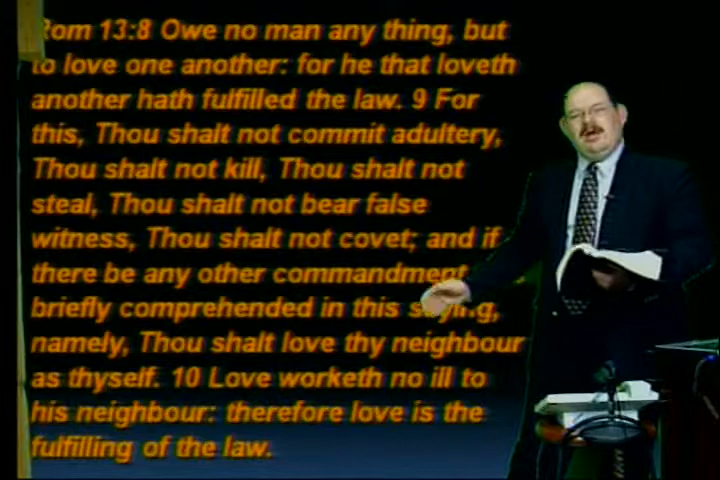 Rom 13:8 Owe no man any thing, but
to love one another: for he that loveth
another hath fulfilled the law. 9 For
this, Thou shalt not commit adultery,
Thou shalt not kill, Thou shalt not
steal, Thou shalt not bear false
witness, Thou shalt not covet; and if
there be any other commandment
briefly comprehended in this saying,
namely, Thou shalt love thy neighbour
as thyself. 10 Love worketh no ill to
his neighbour: therefore love is the
fulfilling of the law.